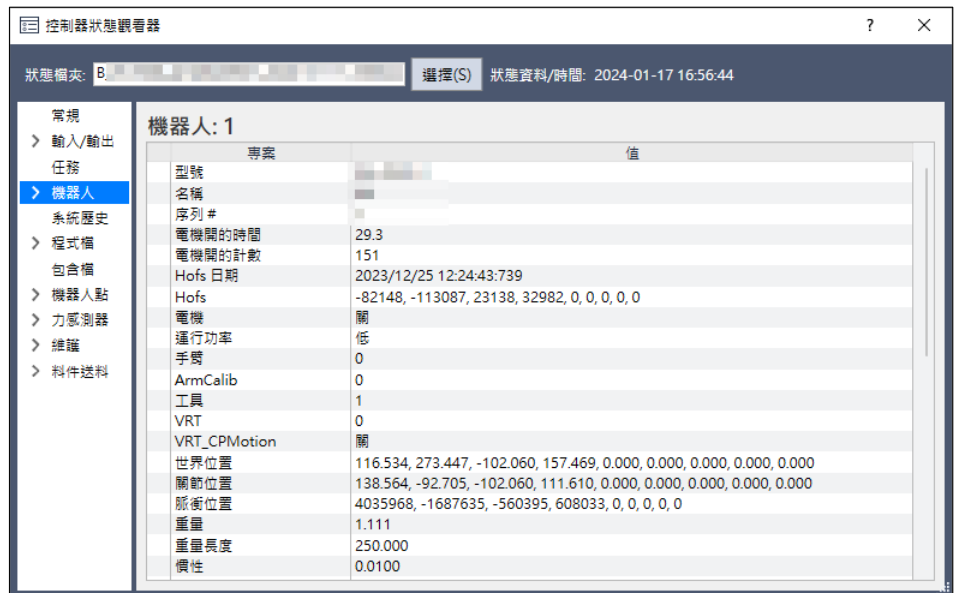 控制器狀態觀看器 ? ×
狀態檔夾: B 選擇(S) 狀態資料/時間: 2024-01-17 16:56:44
常規
輸入/輸出
任務
機器人
系統歷史
程式檔
包含檔
機器人點
力感測器
維護
料件送料
機器人: 1
專案 值
型號
名稱
序列 #
電機開的時間 29.3
電機開的計數 151
Hofs 日期 2023/12/25 12:24:43:739
Hofs -82148, -113087, 23138, 32982, 0, 0, 0, 0, 0
電機 關
運行功率 低
手臂 0
ArmCalib 0
工具 1
VRT 0
VRT_CPMotion 關
世界位置 116.534, 273.447, -102.060, 157.469, 0.000, 0.000, 0.000, 0.000, 0.000
關節位置 138.564, -92.705, -102.060, 111.610, 0.000, 0.000, 0.000, 0.000, 0.000
脈衝位置 4035968, -1687635, -560395, 608033, 0, 0, 0, 0, 0
重量 1.111
重量長度 250.000
慣性 0.0100